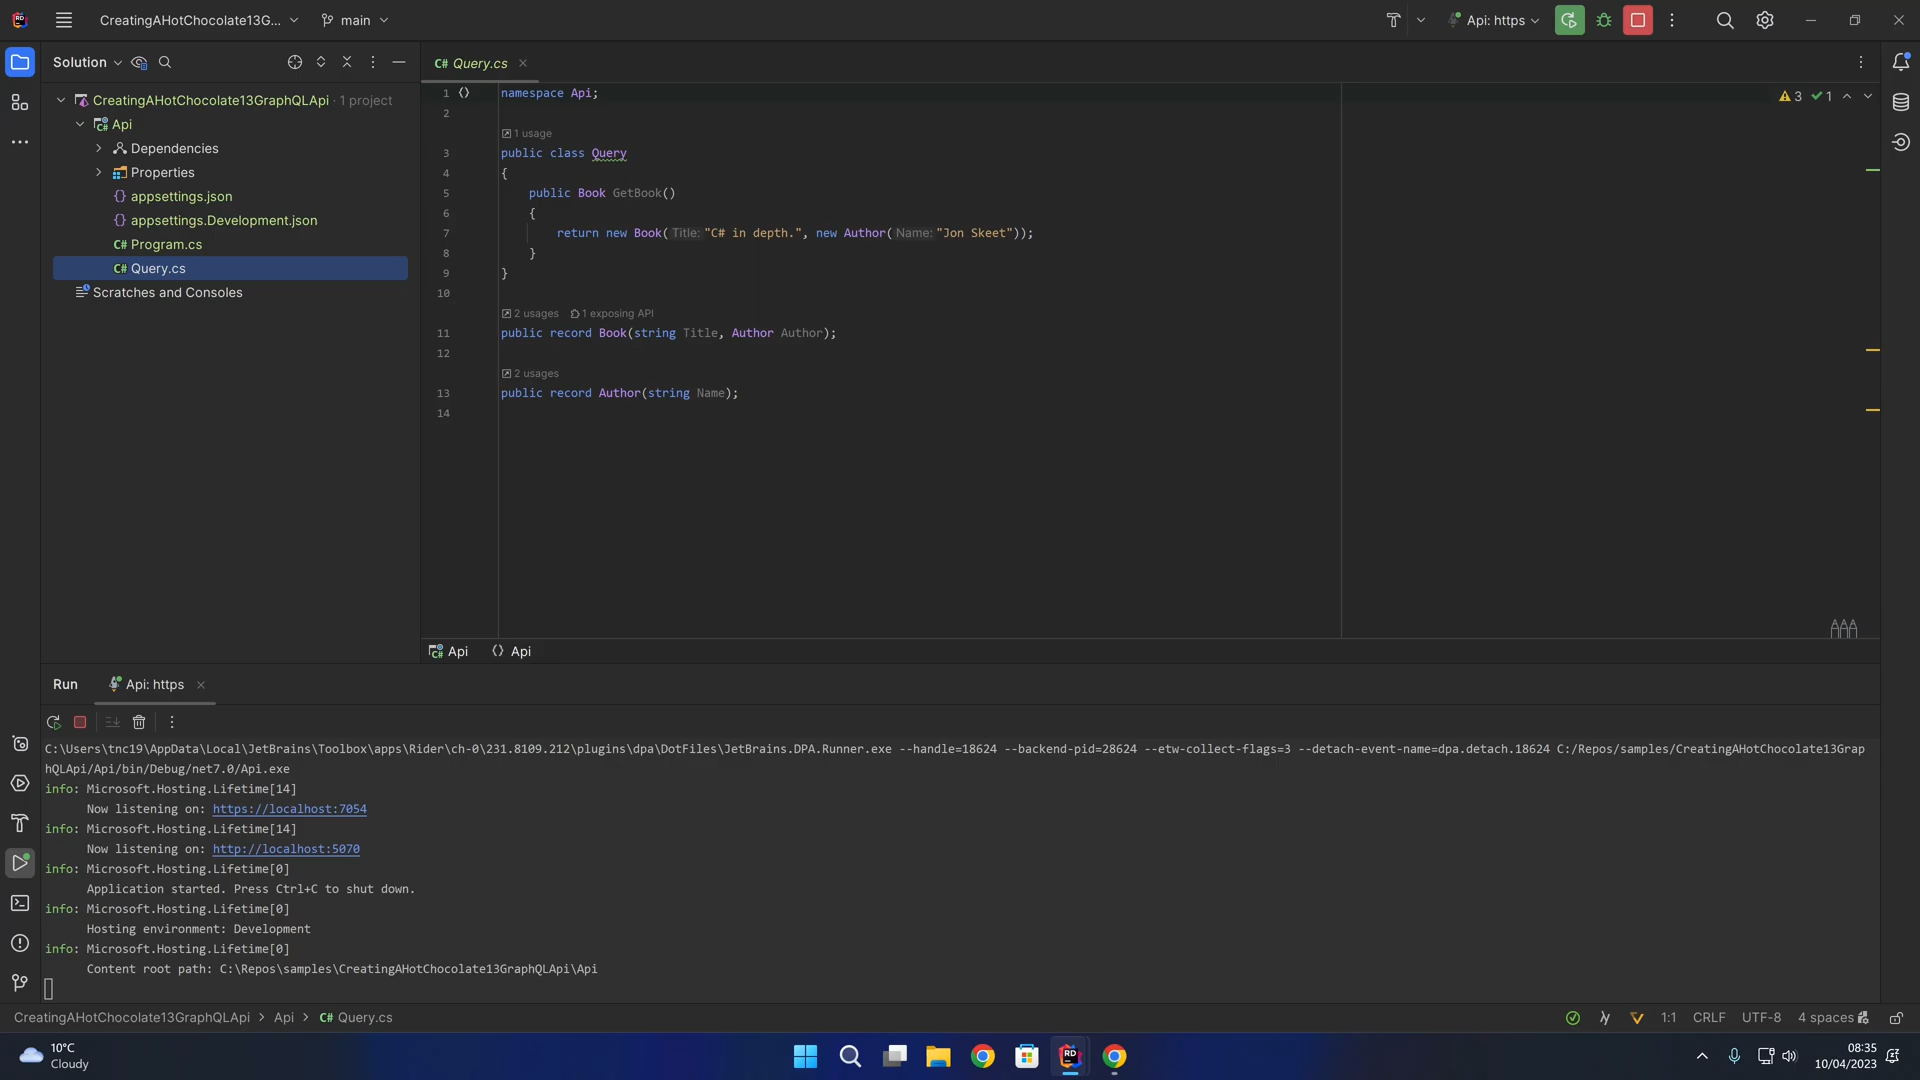 CreatingAHotChocolate13G...
main
Api: https
Solution
Query.cs
CreatingAHotChocolate13GraphQLApi · 1 project
Api
Dependencies
Properties
appsettings.json
appsettings.Development.json
C# Program.cs
C# Query.cs
Scratches and Consoles
C# Query.cs
3 1
1 namespace Api;
2
1 usage
3 public class Query
4 {
5 public Book GetBook()
6 {
7 return new Book( Title: "C# in depth.", new Author( Name: "Jon Skeet"));
8 }
9 }
10
2 usages 1 exposing API
11 public record Book(string Title, Author Author);
12
2 usages
13 public record Author(string Name);
14
C# Api {} Api
Run Api: https
C:\Users\tnc19\AppData\Local\JetBrains\Toolbox\apps\Rider\ch-0\231.8109.212\plugins\dpa\DotFiles\JetBrains.DPA.Runner.exe --handle=18624 --backend-pid=28624 --etw-collect-flags=3 --detach-event-name=dpa.detach.18624 C:/Repos/samples/CreatingAHotChocolate13Grap
hQLApi/Api/bin/Debug/net7.0/Api.exe
info: Microsoft.Hosting.Lifetime[14]
Now listening on: https://localhost:7054
info: Microsoft.Hosting.Lifetime[14]
Now listening on: http://localhost:5070
info: Microsoft.Hosting.Lifetime[0]
Application started. Press Ctrl+C to shut down.
info: Microsoft.Hosting.Lifetime[0]
Hosting environment: Development
info: Microsoft.Hosting.Lifetime[0]
Content root path: C:\Repos\samples\CreatingAHotChocolate13GraphQLApi\Api
CreatingAHotChocolate13GraphQLApi > Api > C# Query.cs
1:1 CRLF UTF-8 4 spaces
10°C
Cloudy
08:35
10/04/2023